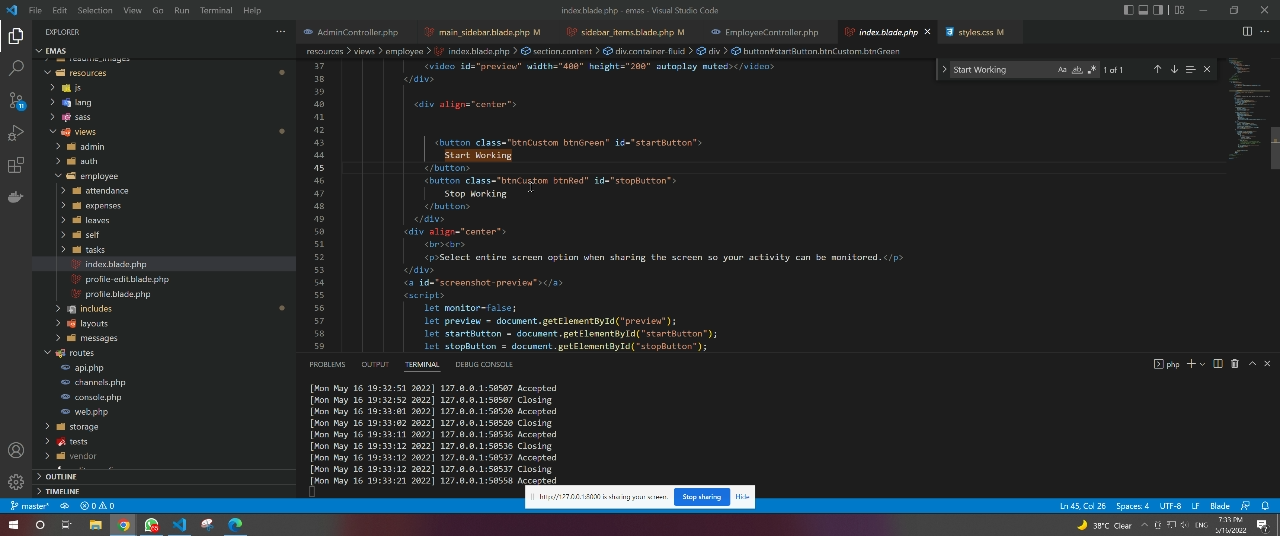 File Edit Selection View Go Run Terminal Help index.blade.php - emas - Visual Studio Code
EXPLORER
AdminController.php main_sidebar.blade.php M sidebar_items.blade.php M EmployeeController.php index.blade.php styles.css M
EMAS
resources > views > employee > index.blade.php > section.content > div.container-fluid > div > button#startButton.btnCustom.btnGreen
resources
js
lang
sass
views
admin
auth
employee
attendance
expenses
leaves
self
tasks
index.blade.php
profile-edit.blade.php
profile.blade.php
includes
layouts
messages
routes
api.php
channels.php
console.php
web.php
storage
tests
vendor
OUTLINE
TIMELINE
Start Working Aa ab 1 of 1
37 <video id="preview" width="400" height="200" autoplay muted></video>
38 </div>
39
40 <div align="center">
41
42
43 <button class="btnCustom btnGreen" id="startButton">
44 Start Working
45 </button>
46 <button class="btnCustom btnRed" id="stopButton">
47 Stop Working
48 </button>
49 </div>
50 <div align="center">
51 <br><br>
52 <p>Select entire screen option when sharing the screen so your activity can be monitored.</p>
53 </div>
54 <a id="screenshot-preview"></a>
55 <script>
56 let monitor=false;
57 let preview = document.getElementById("preview");
58 let startButton = document.getElementById("startButton");
59 let stopButton = document.getElementById("stopButton");
PROBLEMS OUTPUT TERMINAL DEBUG CONSOLE php
[Mon May 16 19:32:51 2022] 127.0.0.1:50507 Accepted
[Mon May 16 19:32:52 2022] 127.0.0.1:50507 Closing
[Mon May 16 19:33:01 2022] 127.0.0.1:50520 Accepted
[Mon May 16 19:33:02 2022] 127.0.0.1:50520 Closing
[Mon May 16 19:33:11 2022] 127.0.0.1:50536 Accepted
[Mon May 16 19:33:12 2022] 127.0.0.1:50536 Closing
[Mon May 16 19:33:12 2022] 127.0.0.1:50537 Accepted
[Mon May 16 19:33:12 2022] 127.0.0.1:50537 Closing
[Mon May 16 19:33:21 2022] 127.0.0.1:50558 Accepted
http://127.0.0.1:8000 is sharing your screen. Stop sharing Hide
master* 0 0 Ln 45, Col 26 Spaces: 4 UTF-8 LF Blade
38°C Clear ENG 7:33 PM
5/16/2022